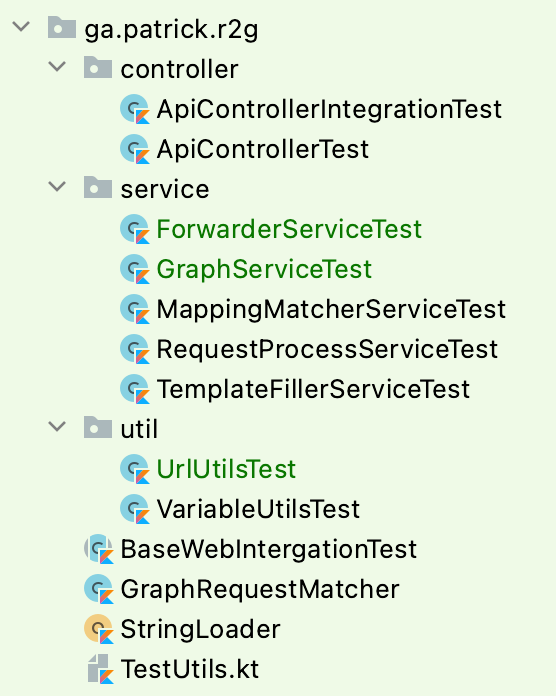 ga.patrick.r2g
controller
ApiControllerIntegrationTest
ApiControllerTest
service
ForwarderServiceTest
GraphServiceTest
MappingMatcherServiceTest
RequestProcessServiceTest
TemplateFillerServiceTest
util
UrlUtilsTest
VariableUtilsTest
BaseWebIntergationTest
GraphRequestMatcher
StringLoader
TestUtils.kt